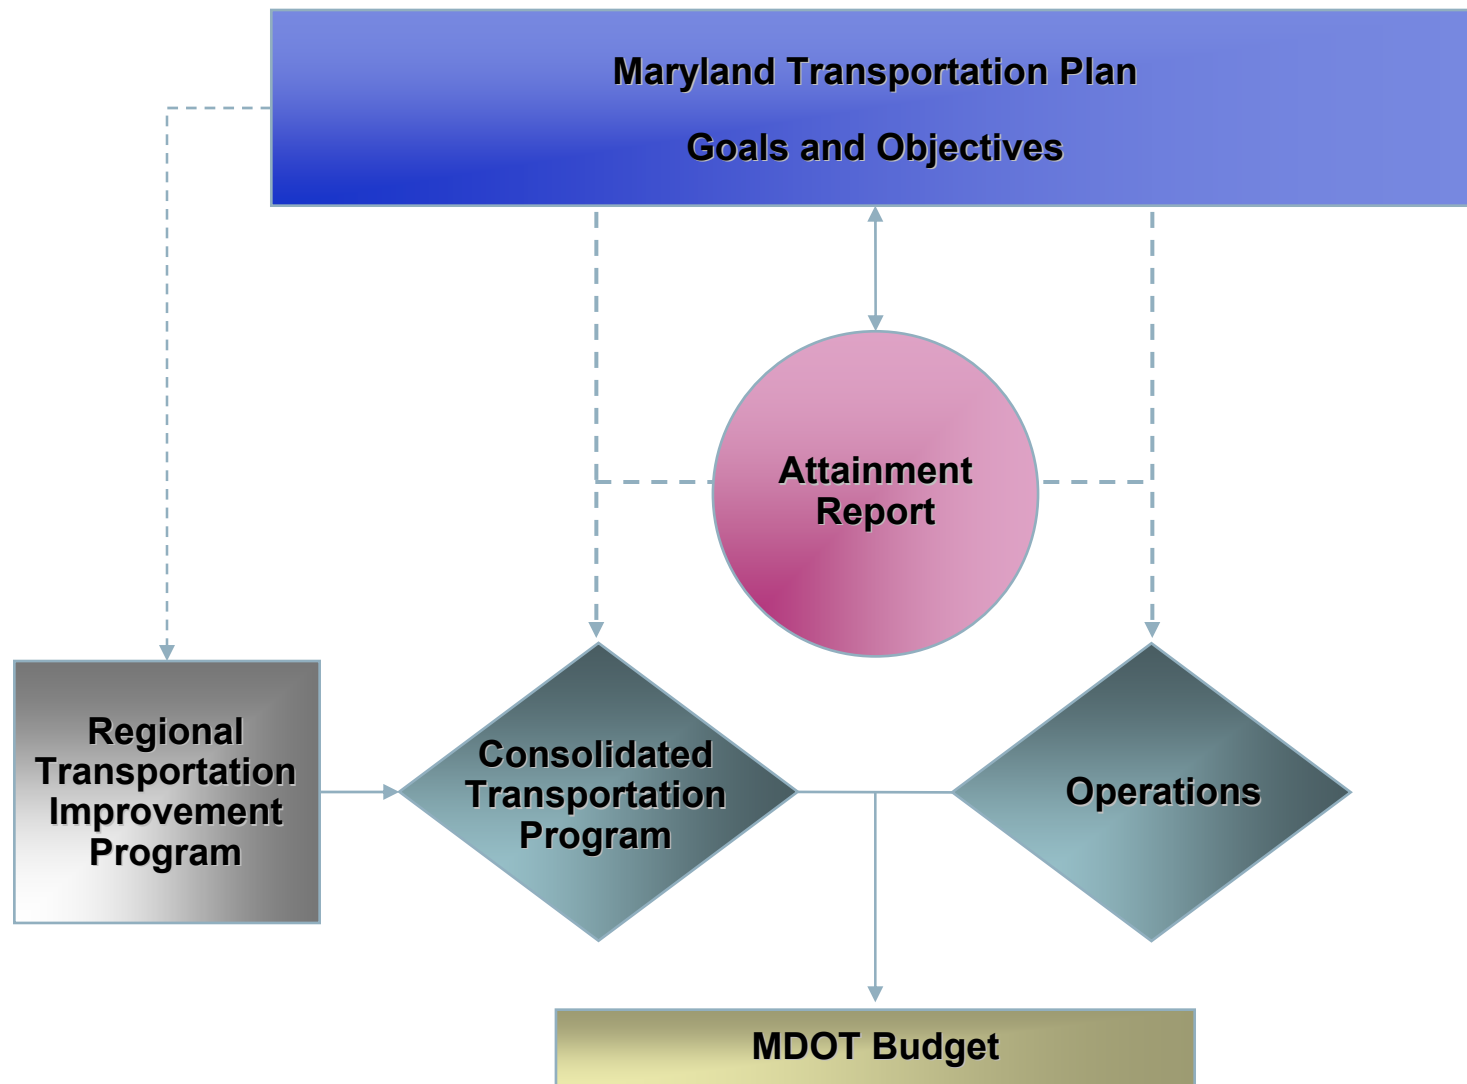 Maryland Transportation Plan
Goals and Objectives
Attainment
Report
Regional
Transportation
Improvement
Program
Consolidated
Transportation
Program
Operations
MDOT Budget